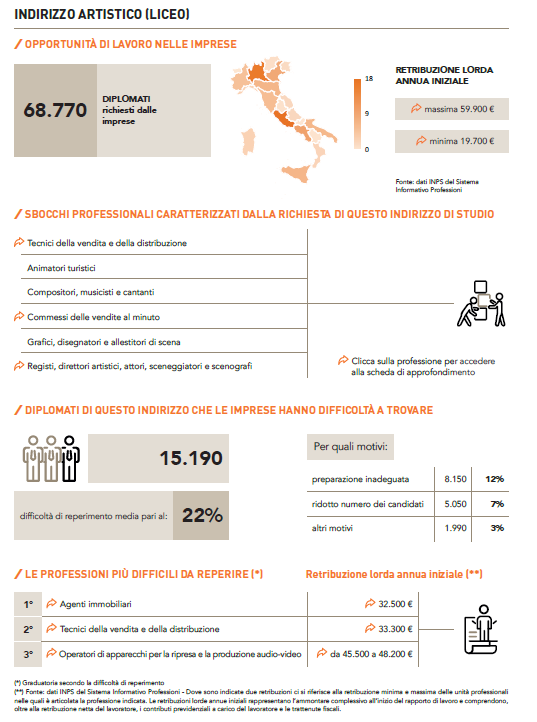 INDIRIZZO ARTISTICO (LICEO)
/ OPPORTUNITÀ DI LAVORO NELLE IMPRESE
68.770
DIPLOMATI
richiesti dalle
imprese
18
9
0
RETRIBUZIONE LORDA
ANNUA INIZIALE
massima 59.900 €
minima 19.700 €
Fonte: dati INPS del Sistema
Informativo Professioni
/ SBOCCHI PROFESSIONALI CARATTERIZZATI DALLA RICHIESTA DI QUESTO INDIRIZZO DI STUDIO
Tecnici della vendita e della distribuzione
Animatori turistici
Compositori, musicisti e cantanti
Commessi delle vendite al minuto
Grafici, disegnatori e allestitori di scena
Registi, direttori artistici, attori, sceneggiatori e scenografi
Clicca sulla professione per accedere
alla scheda di approfondimento
/ DIPLOMATI DI QUESTO INDIRIZZO CHE LE IMPRESE HANNO DIFFICOLTÀ A TROVARE
15.190
difficoltà di reperimento media pari al: 22%
Per quali motivi:
preparazione inadeguata 8.150 12%
ridotto numero dei candidati 5.050 7%
altri motivi 1.990 3%
/ LE PROFESSIONI PIÙ DIFFICILI DA REPERIRE (*) Retribuzione lorda annua iniziale (**)
1° Agenti immobiliari 32.500 €
2° Tecnici della vendita e della distribuzione 33.300 €
3° Operatori di apparecchi per la ripresa e la produzione audio-video da 45.500 a 48.200 €
(*) Graduatoria secondo la difficoltà di reperimento
(**) Fonte: dati INPS del Sistema Informativo Professioni - Dove sono indicate due retribuzioni ci si riferisce alla retribuzione minima e massima delle unità professionali
nelle quali è articolata la professione indicata. Le retribuzioni lorde annue iniziali rappresentano l'ammontare complessivo all'inizio del rapporto di lavoro e comprendono,
oltre alla retribuzione netta del lavoratore, i contributi previdenziali a carico del lavoratore e le trattenute fiscali.